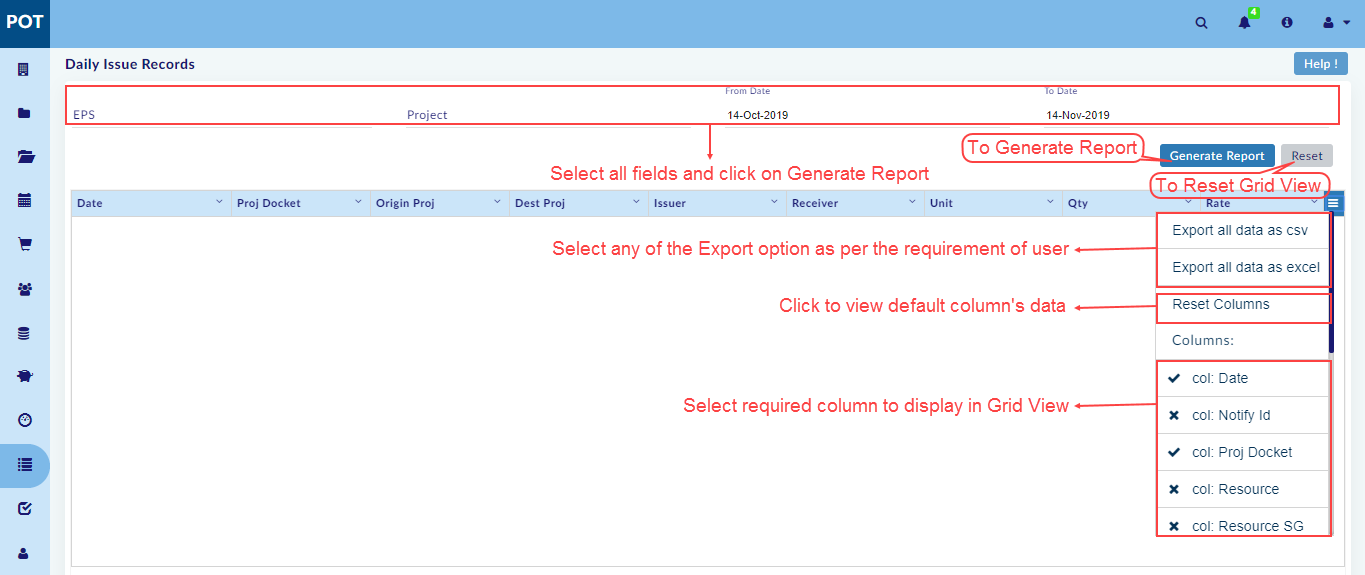 POT
4
Daily Issue Records
Help !
From Date
To Date
EPS
Project
14-Oct-2019
14-Nov-2019
To Generate Report
Generate Report
Reset
Select all fields and click on Generate Report
To Reset Grid View
Date
Proj Docket
Origin Proj
Dest Proj
Issuer
Receiver
Unit
Qty
Rate
Export all data as csv
Select any of the Export option as per the requirement of user
Export all data as excel
Click to view default column's data
Reset Columns
Columns:
col: Date
Select required column to display in Grid View
col: Notify Id
col: Proj Docket
col: Resource
col: Resource SG